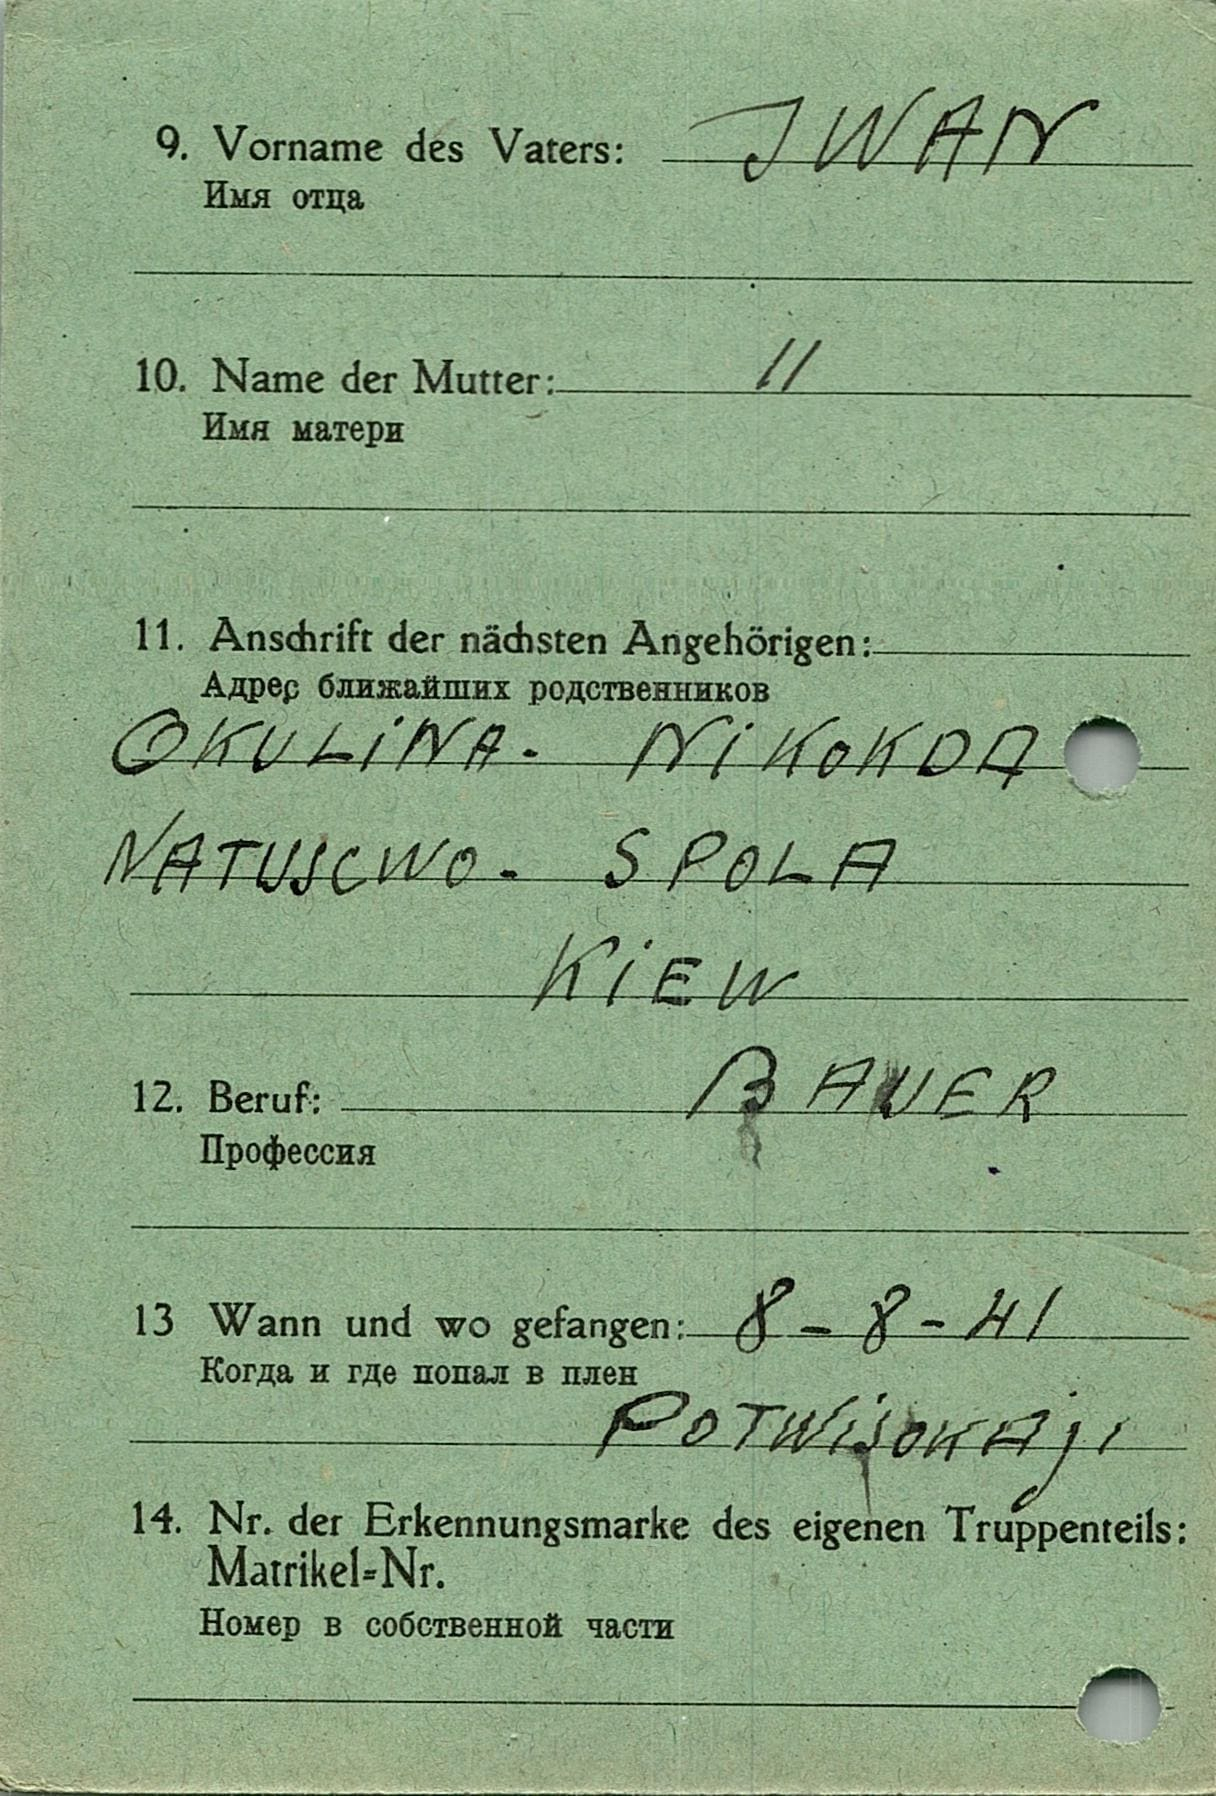 9. Vorname des Vaters: IWAN
Имя отца
10. Name der Mutter: 11
Имя матери
11. Anschrift der nächsten Angehörigen:
Адрес ближайших родственников
OKULiNA - NiKOKDA
NATUSCWO - SPOLA
KiEW
12. Beruf: BAUER
Профессия
13 Wann und wo gefangen: 8-8-41
Когда и где попал в плен
POTWiSOKAji
14. Nr. der Erkennungsmarke des eigenen Truppenteils:
Matrikel=Nr.
Номер в собственной части